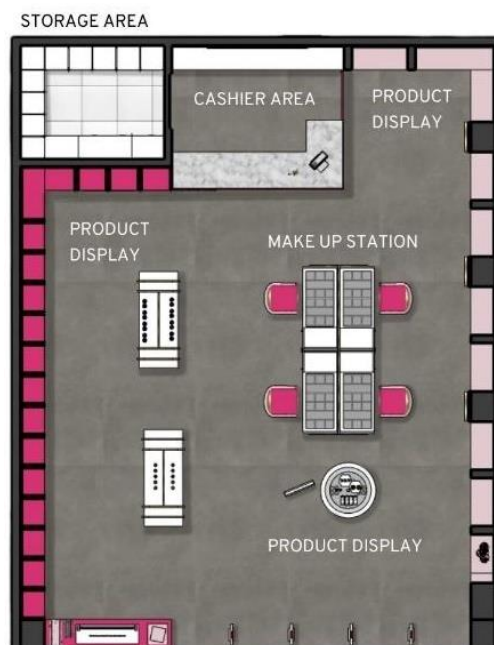 STORAGE AREA
CASHIER AREA
PRODUCT
DISPLAY
PRODUCT
DISPLAY
MAKE UP STATION
PRODUCT DISPLAY